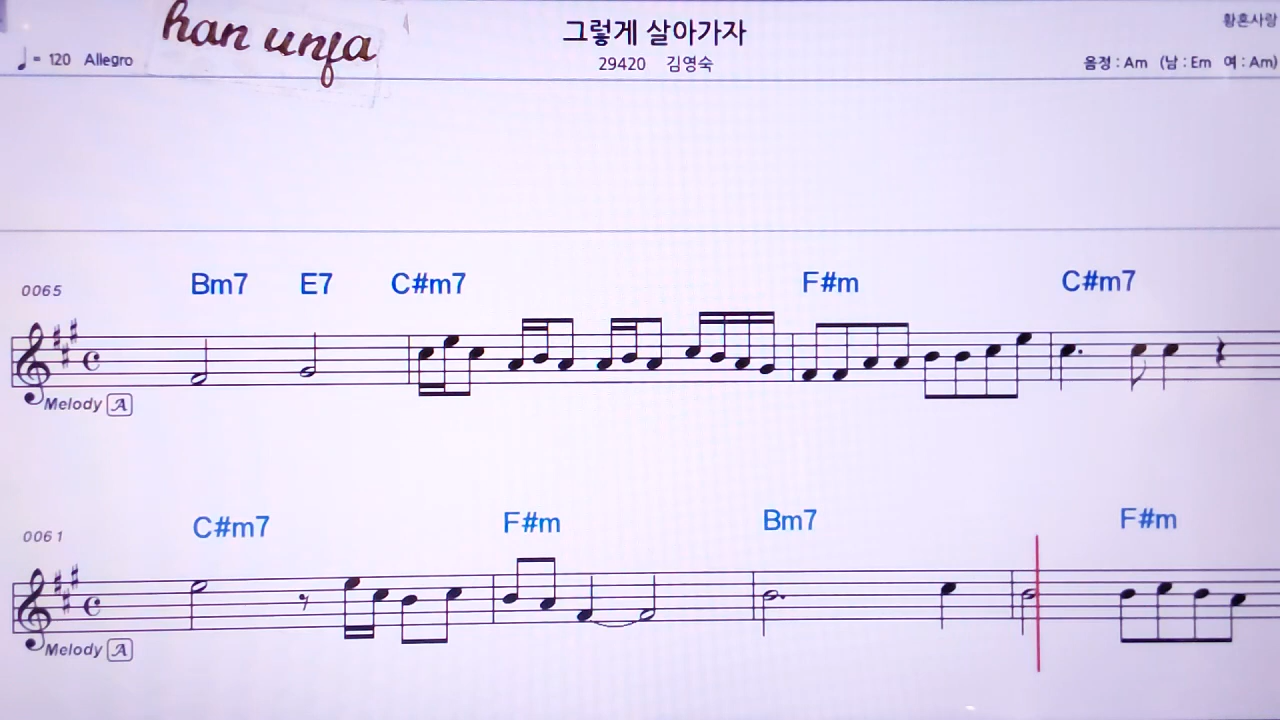 han unja
그렇게 살아가자
황혼사랑
♩ = 120 Allegro
29420 김영숙
음정 : Am (남 : Em 여 : Am)
0065 Bm7 E7 C#m7 F#m C#m7
Melody A
0061 C#m7 F#m Bm7 F#m
Melody A